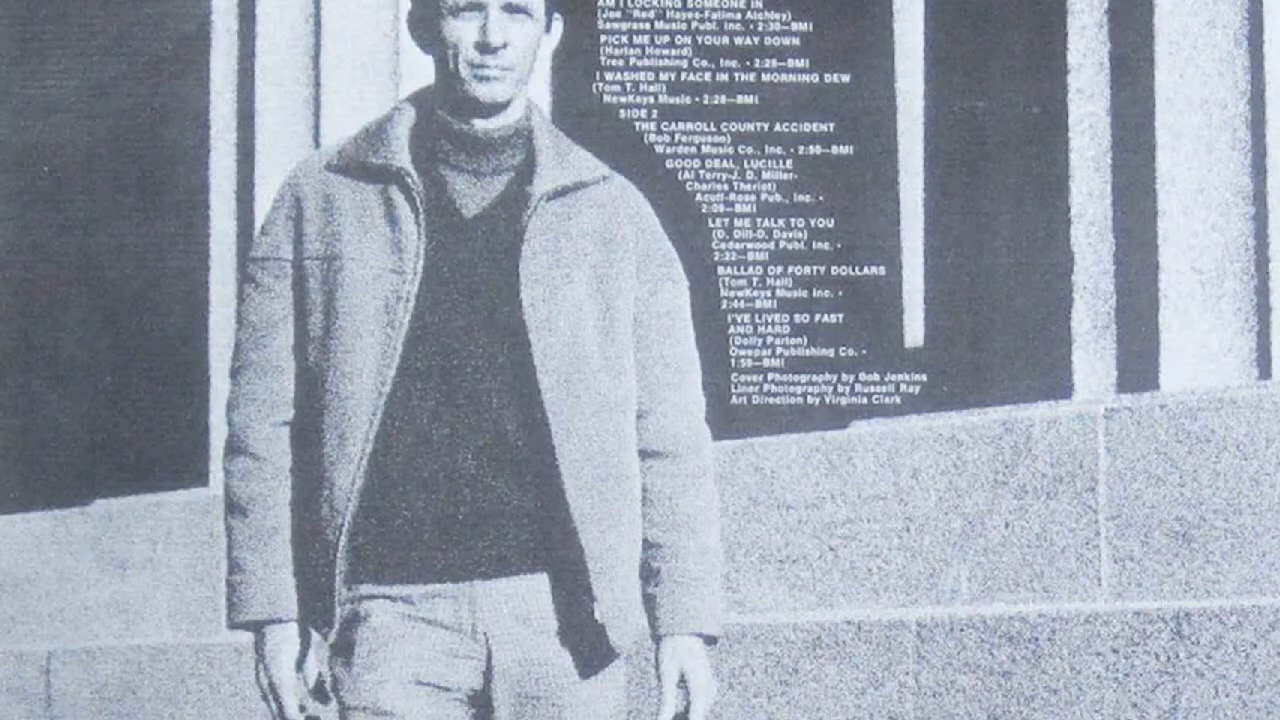 AM I LOCKING SOMEONE IN
(Joe "Red" Hayes-Fatima Atchley)
Sawgrass Music Publ. Inc. • 2:30—BMI
PICK ME UP ON YOUR WAY DOWN
(Harlan Howard)
Tree Publishing Co., Inc. • 2:25—BMI
I WASHED MY FACE IN THE MORNING DEW
(Tom T. Hall)
NewKeys Music • 2:28—BMI
SIDE 2
THE CARROLL COUNTY ACCIDENT
(Bob Ferguson)
Warden Music Co., Inc. • 2:50—BMI
GOOD DEAL, LUCILLE
(Al Terry-J. D. Miller-
Charles Theriot)
Acuff-Rose Pub., Inc. •
2:09—BMI
LET ME TALK TO YOU
(D. Dill-D. Davis)
Cedarwood Publ. Inc. •
2:22—BMI
BALLAD OF FORTY DOLLARS
(Tom T. Hall)
NewKeys Music Inc. •
2:44—BMI
I'VE LIVED SO FAST
AND HARD
(Dolly Parton)
Owepar Publishing Co. •
1:59—BMI
Cover Photography by Bob Jenkins
Liner Photography by Russell Ray
Art Direction by Virginia Clark